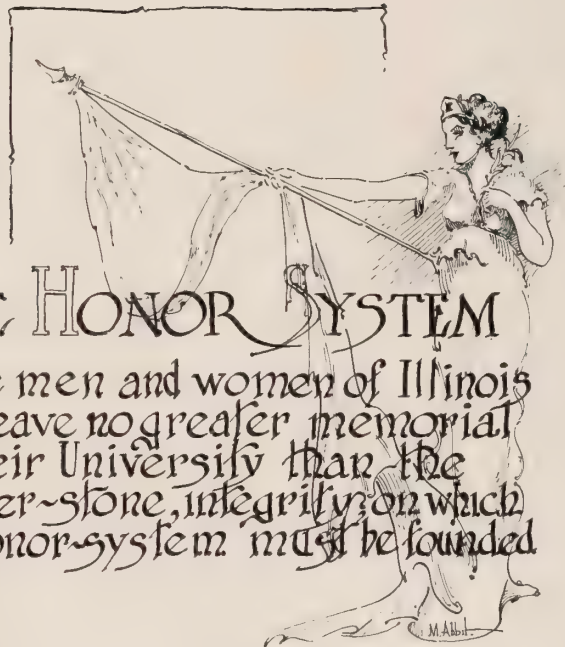 E HONOR SYSTEM
e men and women of Illinois
eave no greater memorial
eir University than the
er-stone, integrity, on which
onor-system must be founded
M. Abbit.